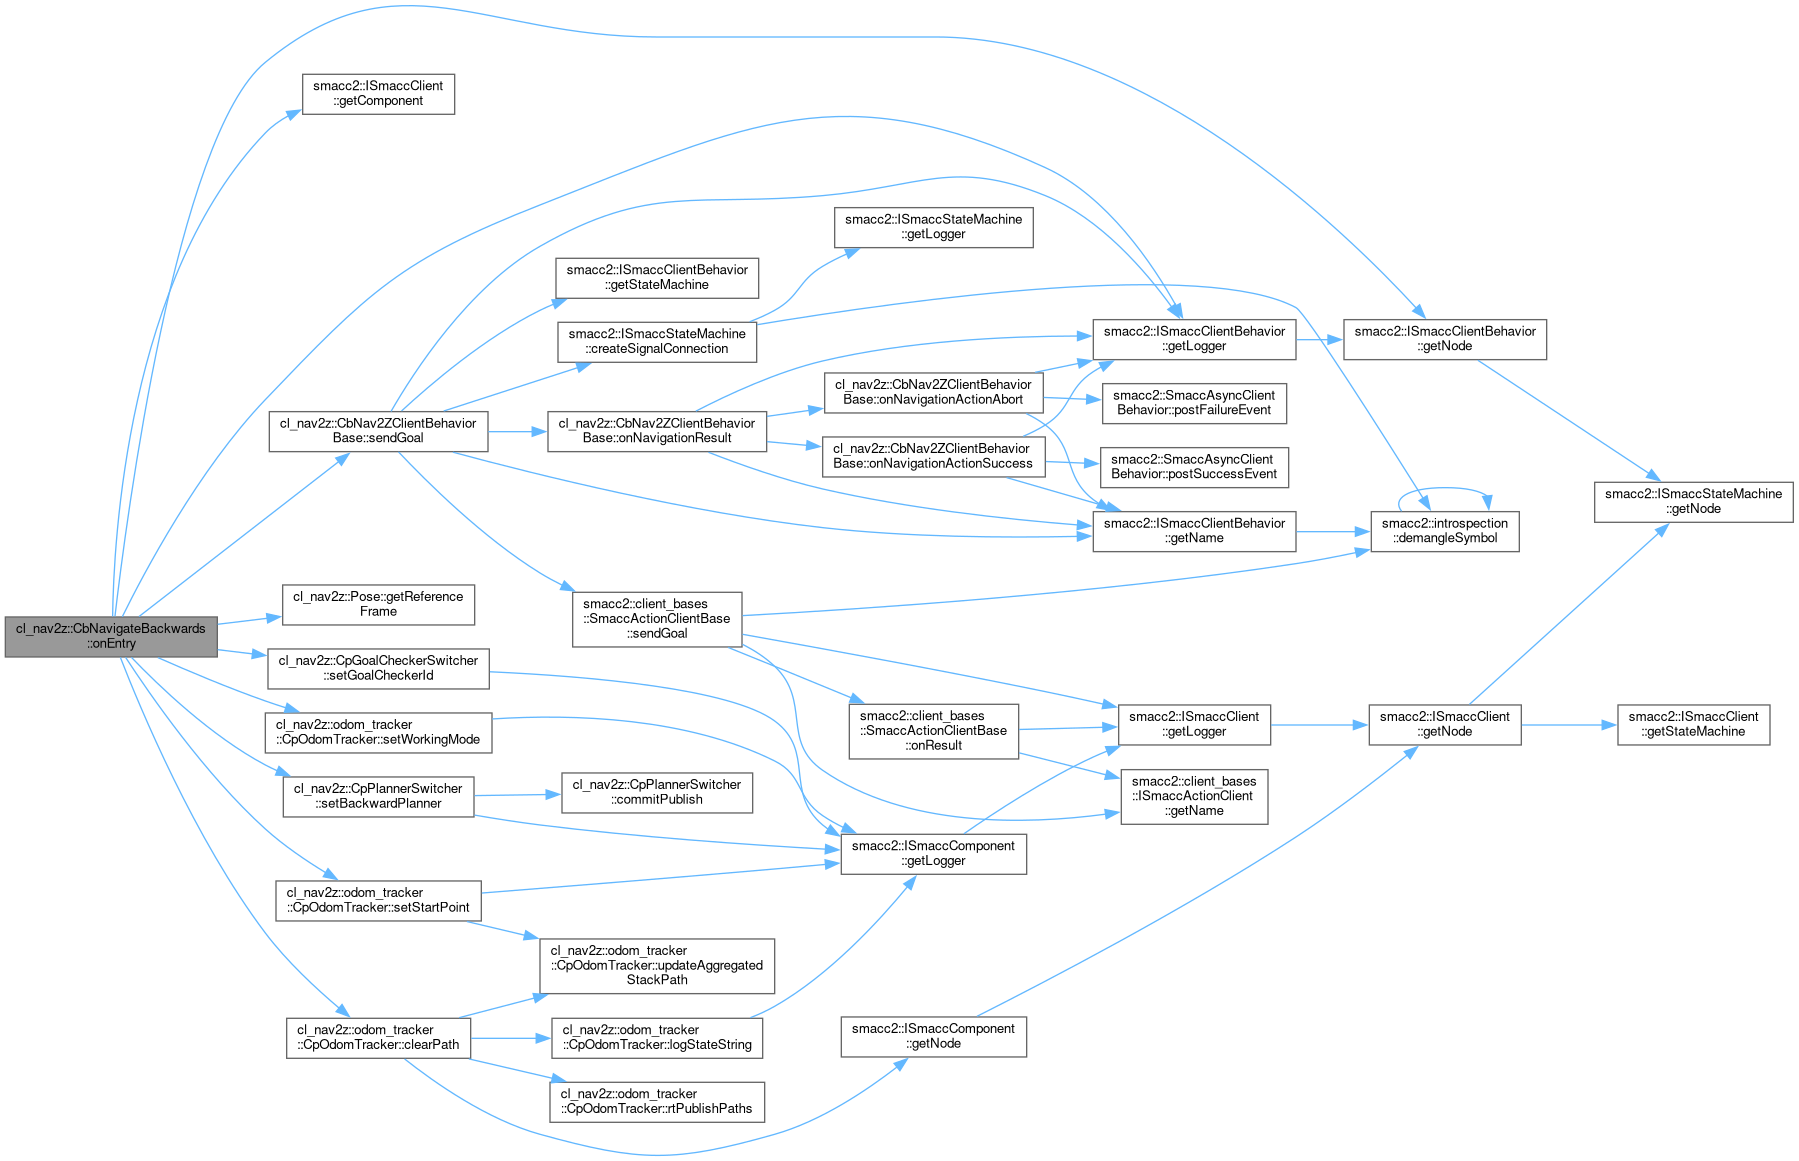 smacc2::ISmaccClient
::getComponent
smacc2::ISmaccStateMachine
::getLogger
smacc2::ISmaccClientBehavior
::getStateMachine
smacc2::ISmaccStateMachine
::createSignalConnection
smacc2::ISmaccClientBehavior
::getLogger
smacc2::ISmaccClientBehavior
::getNode
cl_nav2z::CbNav2ZClientBehavior
Base::onNavigationActionAbort
smacc2::SmaccAsyncClient
Behavior::postFailureEvent
cl_nav2z::CbNav2ZClientBehavior
Base::sendGoal
cl_nav2z::CbNav2ZClientBehavior
Base::onNavigationResult
cl_nav2z::CbNav2ZClientBehavior
Base::onNavigationActionSuccess
smacc2::SmaccAsyncClient
Behavior::postSuccessEvent
smacc2::ISmaccStateMachine
::getNode
smacc2::ISmaccClientBehavior
::getName
smacc2::introspection
::demangleSymbol
cl_nav2z::Pose::getReference
Frame
smacc2::client_bases
::SmaccActionClientBase
::sendGoal
cl_nav2z::CbNavigateBackwards
::onEntry
cl_nav2z::CpGoalCheckerSwitcher
::setGoalCheckerId
cl_nav2z::odom_tracker
::CpOdomTracker::setWorkingMode
smacc2::client_bases
::SmaccActionClientBase
::onResult
smacc2::ISmaccClient
::getLogger
smacc2::ISmaccClient
::getNode
smacc2::ISmaccClient
::getStateMachine
cl_nav2z::CpPlannerSwitcher
::setBackwardPlanner
cl_nav2z::CpPlannerSwitcher
::commitPublish
smacc2::client_bases
::ISmaccActionClient
::getName
smacc2::ISmaccComponent
::getLogger
cl_nav2z::odom_tracker
::CpOdomTracker::setStartPoint
cl_nav2z::odom_tracker
::CpOdomTracker::updateAggregated
StackPath
cl_nav2z::odom_tracker
::CpOdomTracker::clearPath
cl_nav2z::odom_tracker
::CpOdomTracker::logStateString
smacc2::ISmaccComponent
::getNode
cl_nav2z::odom_tracker
::CpOdomTracker::rtPublishPaths